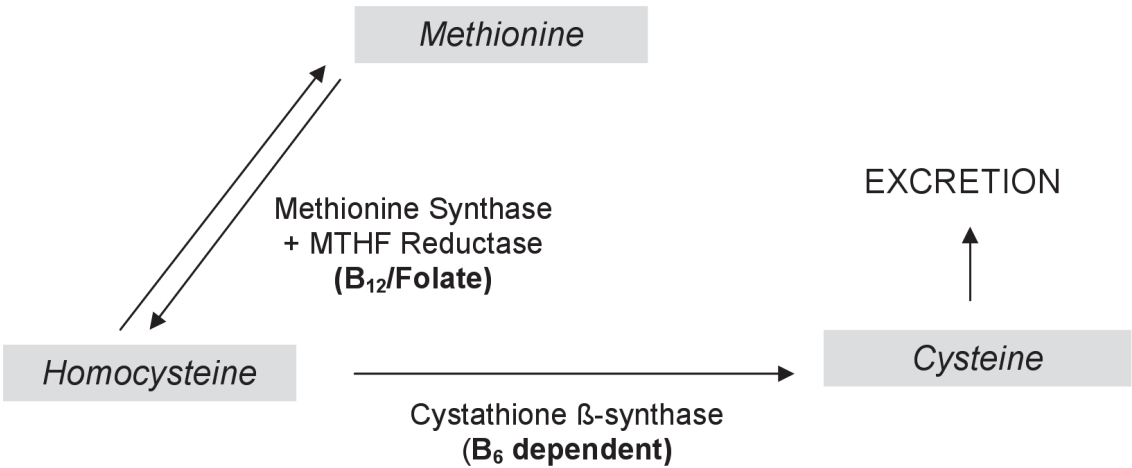 Methionine
EXCRETION
Methionine Synthase
+ MTHF Reductase
(B₁₂/Folate)
Homocysteine
Cysteine
Cystathione ß-synthase
(B₆ dependent)